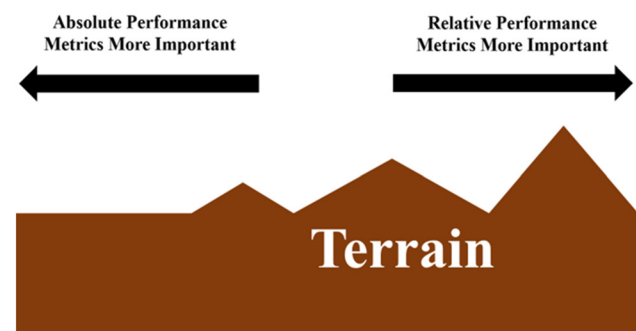 Absolute Performance
Metrics More Important
Relative Performance
Metrics More Important
Terrain